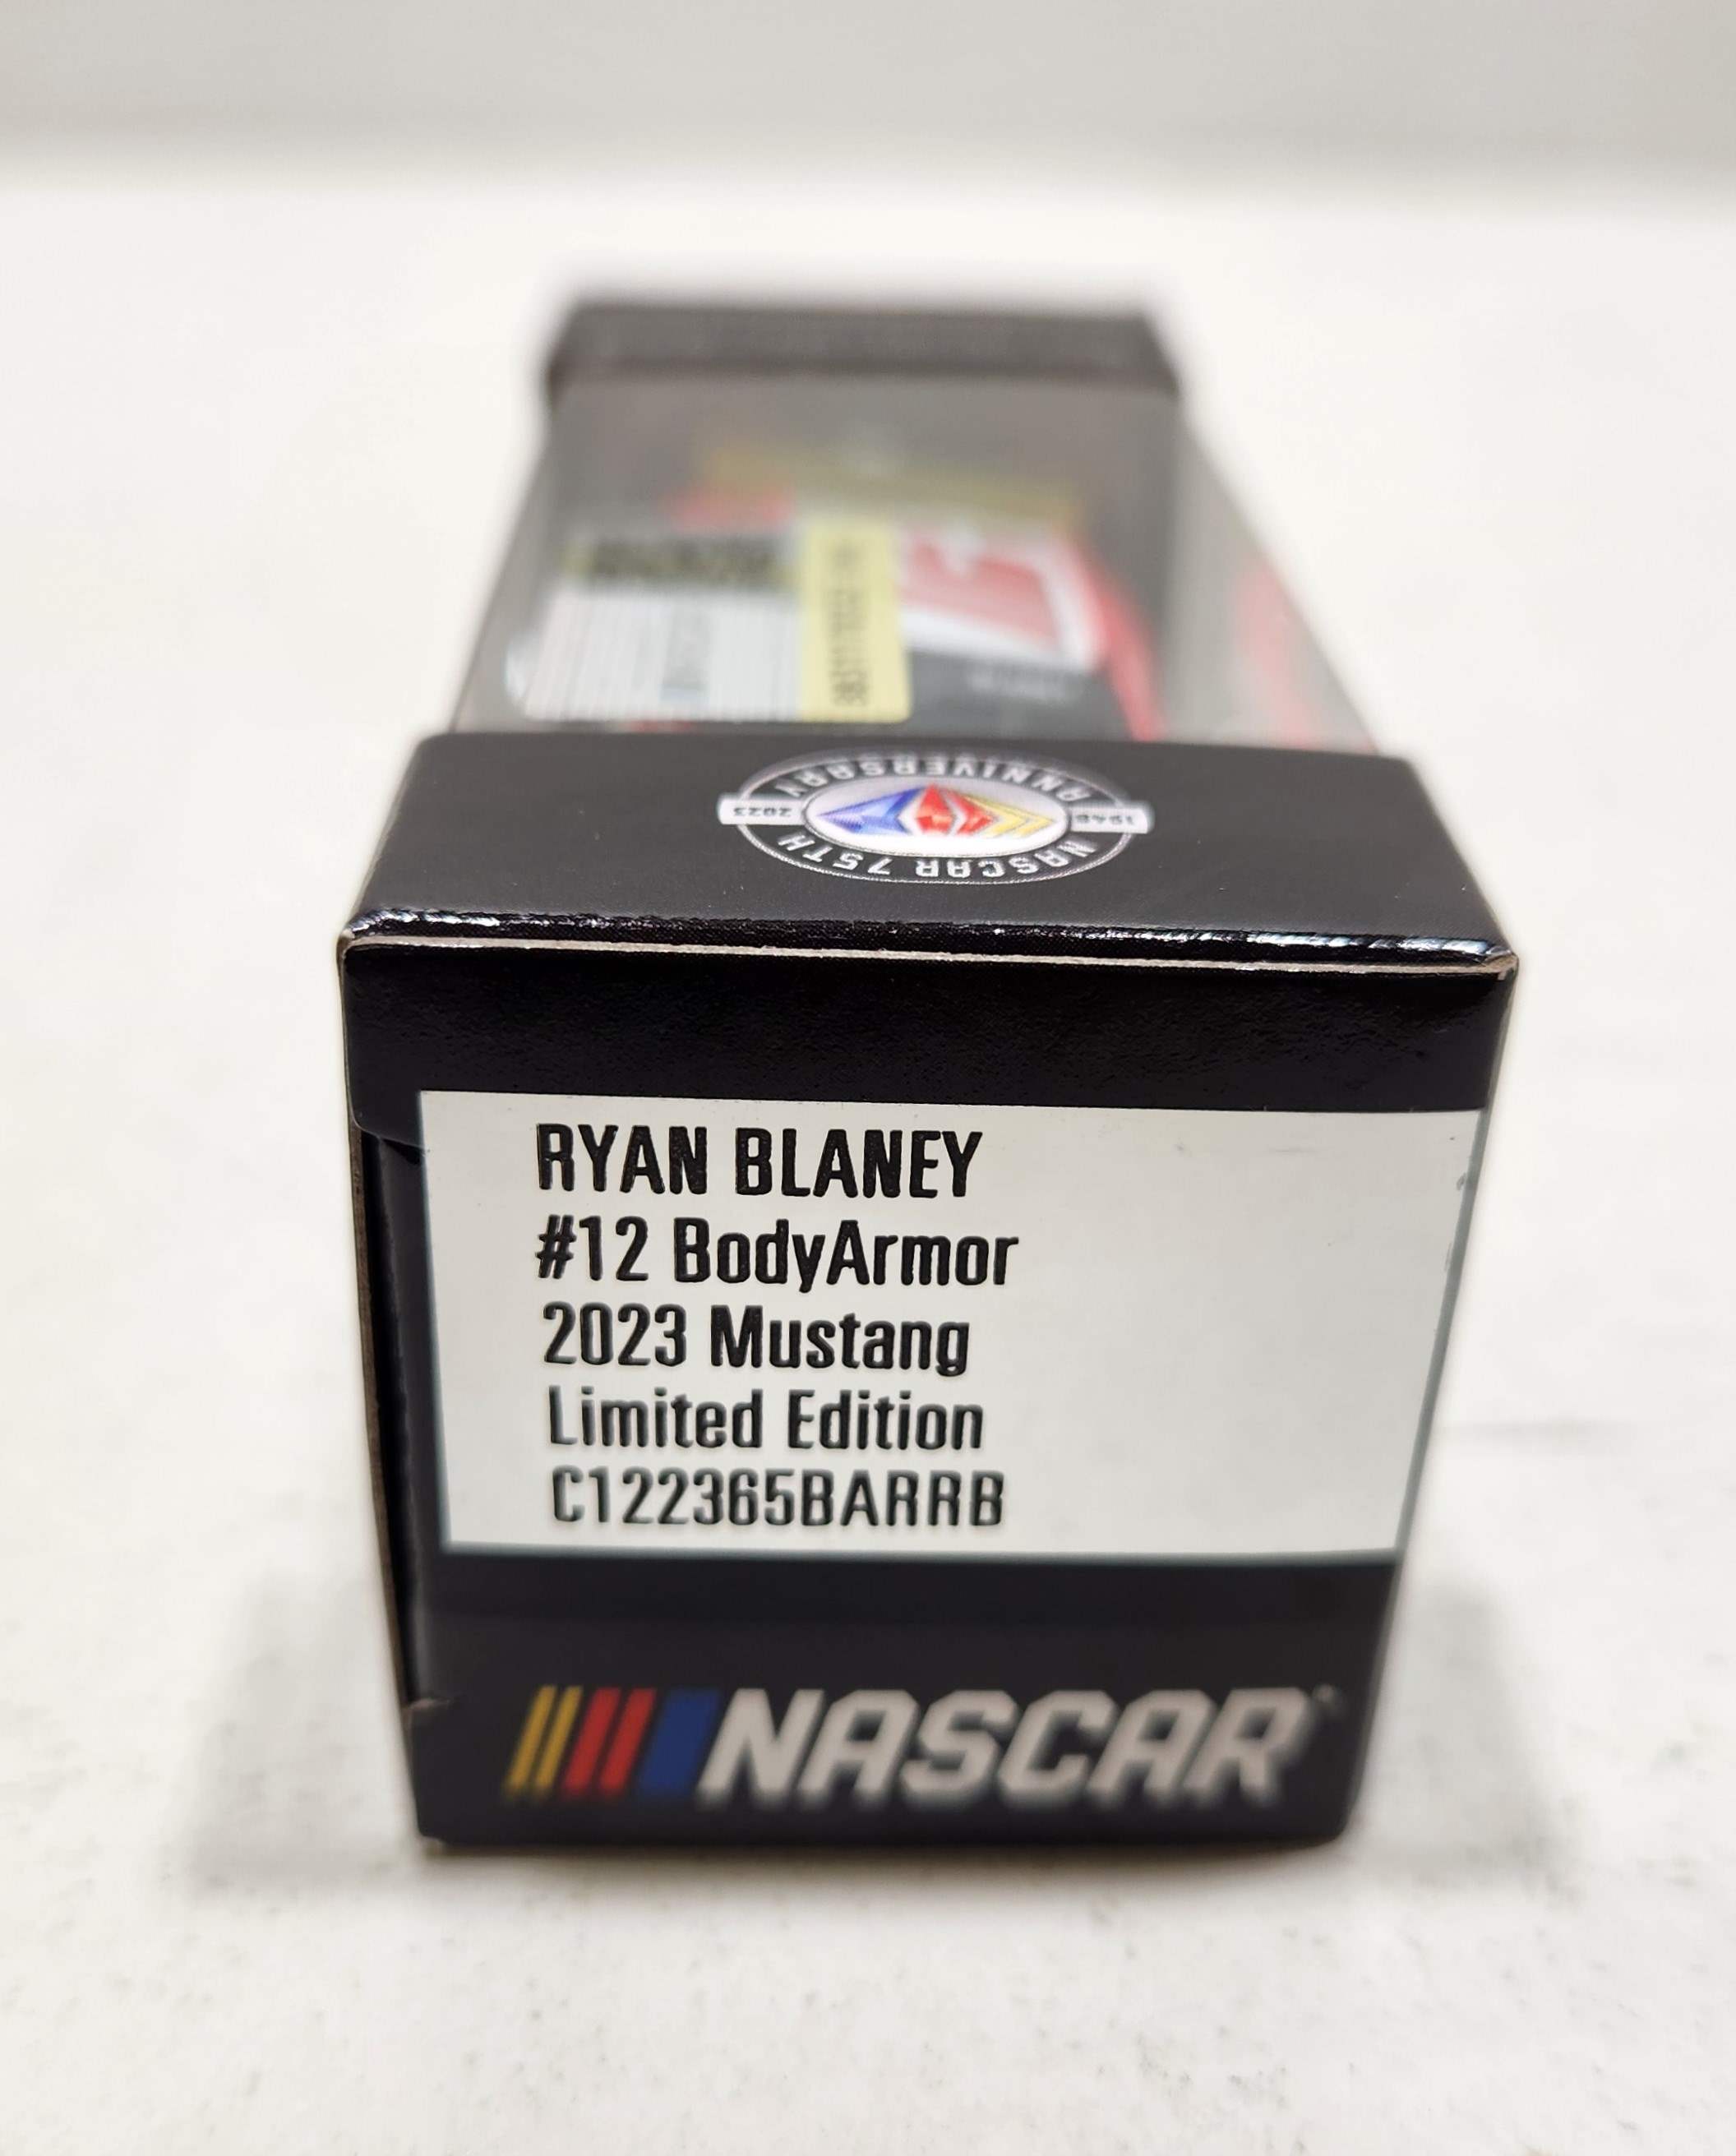 NASCAR 75TH
ANNIVERSARY
1948
2023
RYAN BLANEY
#12 BodyArmor
2023 Mustang
Limited Edition
C122365BARRB
NASCAR